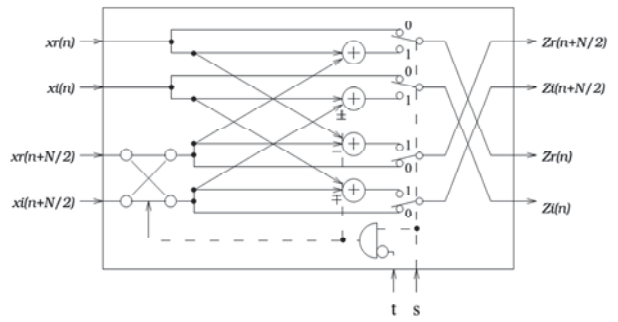 xr(n)
xi(n)
xr(n+N/2)
xi(n+N/2)
0
1
0
1
1
0
1
0
+
+
±
+
−
+
∓
Zr(n+N/2)
Zi(n+N/2)
Zr(n)
Zi(n)
t
s